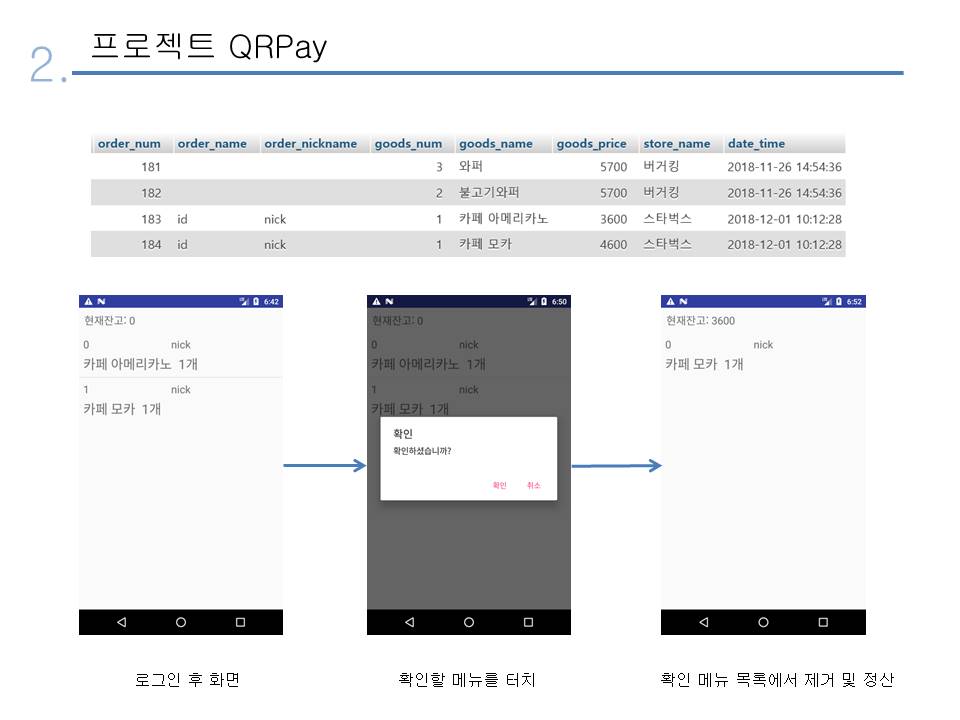 2.
프로젝트 QRPay
order_num order_name order_nickname goods_num goods_name goods_price store_name date_time
181 3 와퍼 5700 버거킹 2018-11-26 14:54:36
182 2 불고기와퍼 5700 버거킹 2018-11-26 14:54:36
183 id nick 1 카페 아메리카노 3600 스타벅스 2018-12-01 10:12:28
184 id nick 1 카페 모카 4600 스타벅스 2018-12-01 10:12:28
6:42
현재잔고: 0
0 nick
카페 아메리카노 1개
1 nick
카페 모카 1개
6:50
현재잔고: 0
0 nick
카페 아메리카노 1개
1 nick
카페 모카 1개
확인
확인하셨습니까?
확인 취소
6:52
현재잔고: 3600
0 nick
카페 모카 1개
로그인 후 화면
확인할 메뉴를 터치
확인 메뉴 목록에서 제거 및 정산